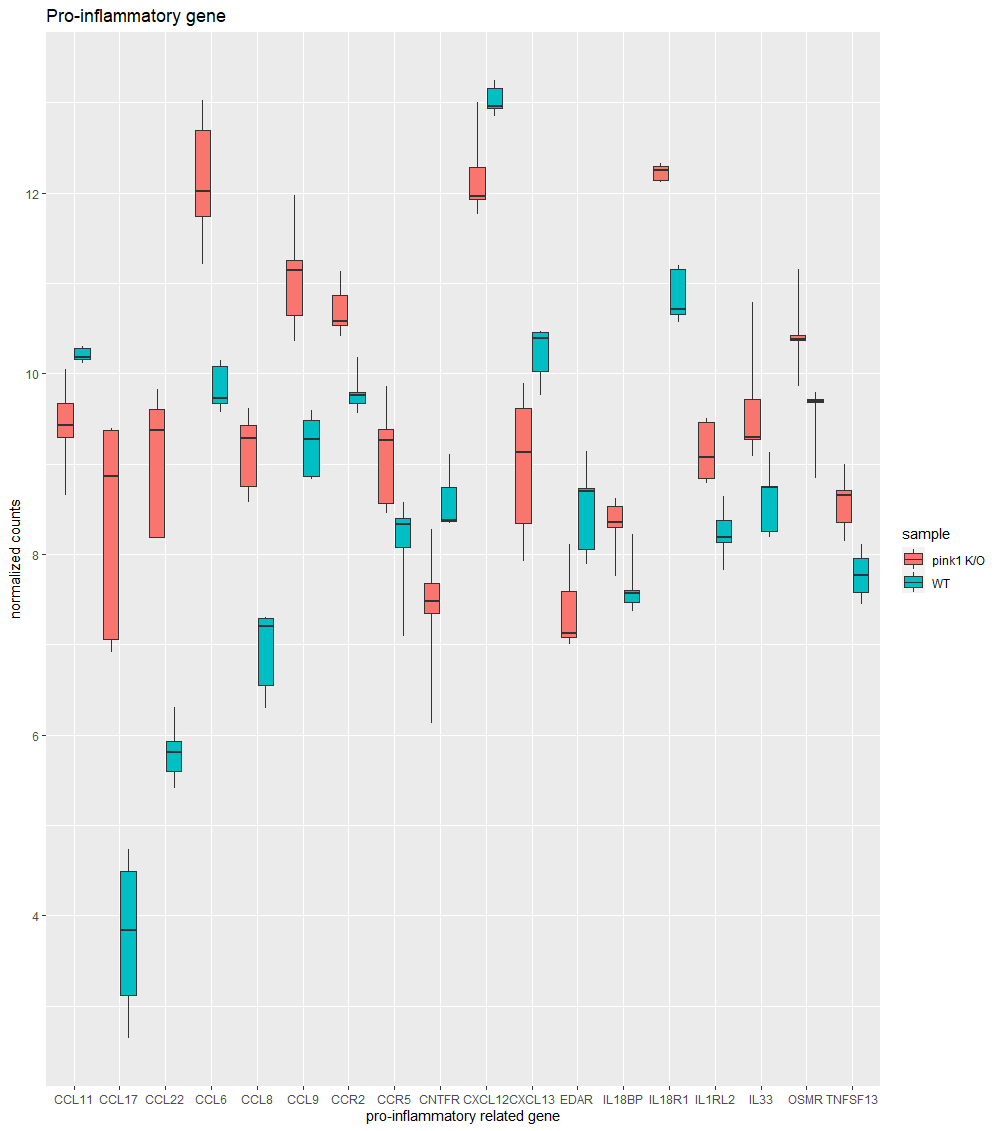 Pro-inflammatory gene
normalized counts
12
10
8
6
4
CCL11 CCL17 CCL22 CCL6 CCL8 CCL9 CCR2 CCR5 CNTFR CXCL12 CXCL13 EDAR IL18BP IL18R1 IL1RL2 IL33 OSMR TNFSF13
pro-inflammatory related gene
sample
pink1 K/O
WT